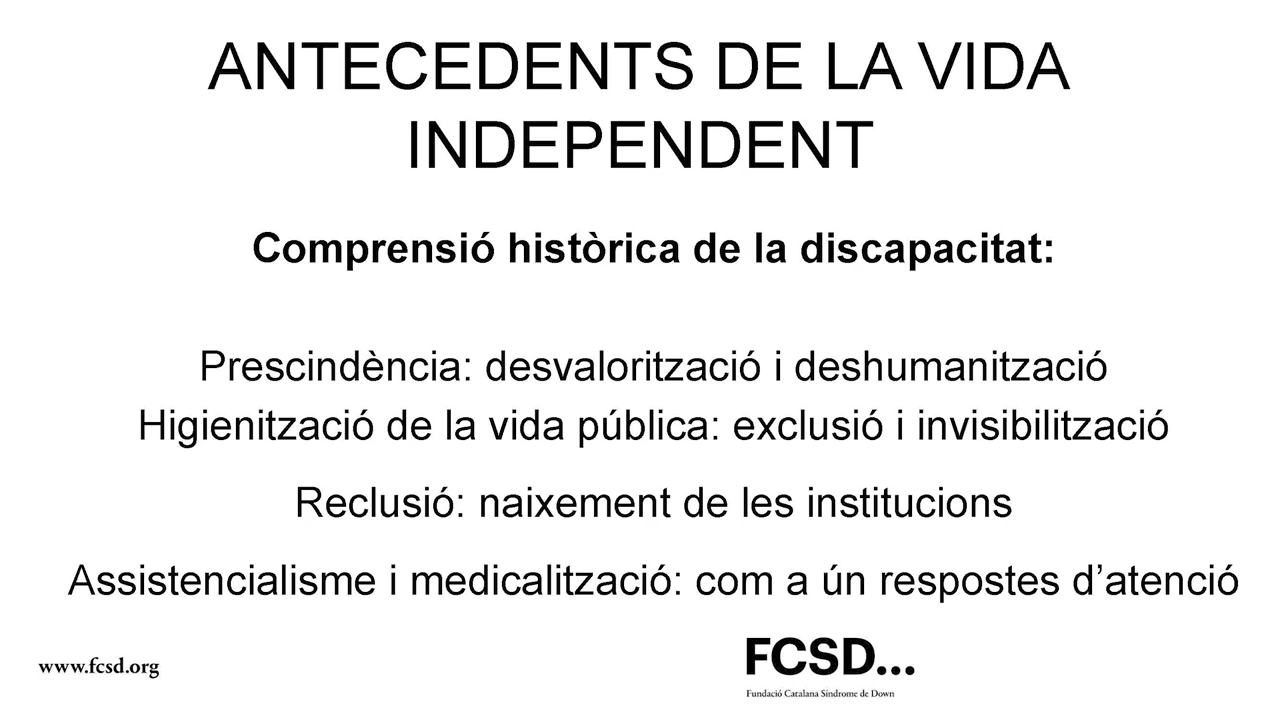 ANTECEDENTS DE LA VIDA
INDEPENDENT
Comprensió històrica de la discapacitat:
Prescindència: desvalorització i deshumanització
Higienització de la vida pública: exclusió i invisibilització
Reclusió: naixement de les institucions
Assistencialisme i medicalització: com a ún respostes d’atenció
www.fcsd.org
FCSD...
Fundació Catalana Síndrome de Down